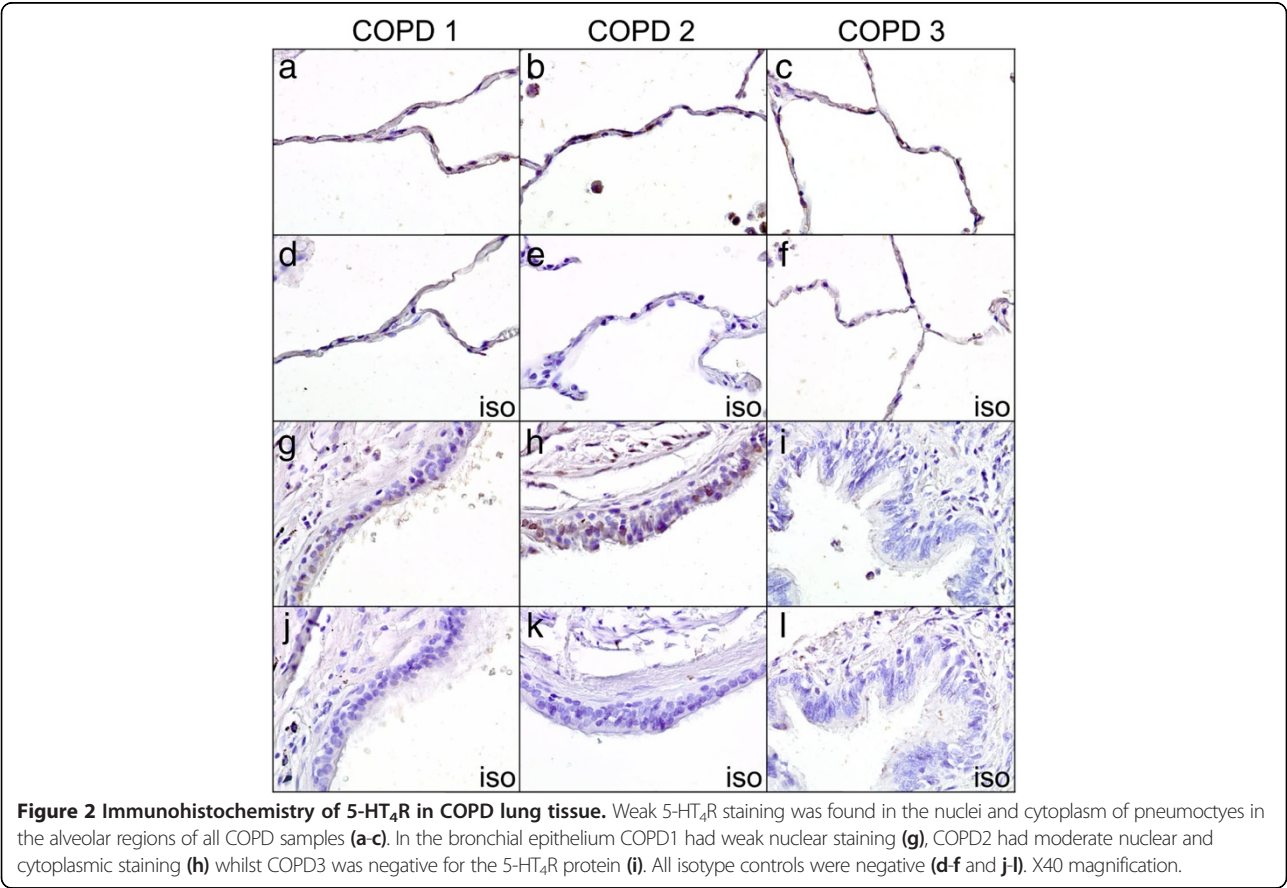 COPD 1 COPD 2 COPD 3
a b c
d e f
iso iso iso
g h i
j k l
iso iso iso
Figure 2 Immunohistochemistry of 5-HT₄R in COPD lung tissue. Weak 5-HT₄R staining was found in the nuclei and cytoplasm of pneumoctyes in
the alveolar regions of all COPD samples (a-c). In the bronchial epithelium COPD1 had weak nuclear staining (g), COPD2 had moderate nuclear and
cytoplasmic staining (h) whilst COPD3 was negative for the 5-HT₄R protein (i). All isotype controls were negative (d-f and j-l). X40 magnification.